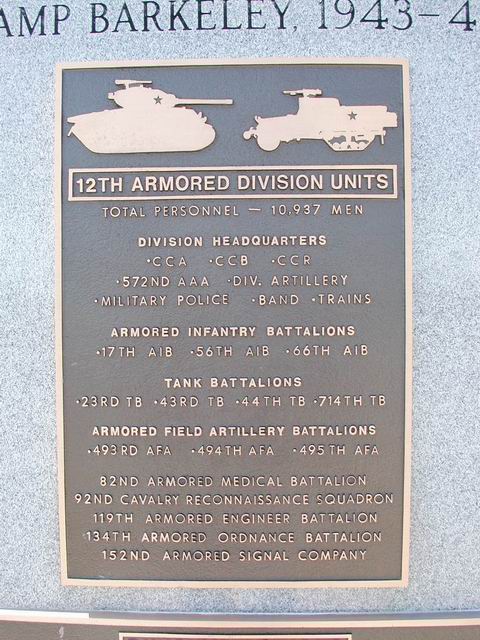 AMP BARKELEY, 1943-4
12TH ARMORED DIVISION UNITS
TOTAL PERSONNEL — 10,937 MEN
DIVISION HEADQUARTERS
•CCA •CCB •CCR
•572ND AAA •DIV. ARTILLERY
•MILITARY POLICE •BAND •TRAINS
ARMORED INFANTRY BATTALIONS
•17TH AIB •56TH AIB •66TH AIB
TANK BATTALIONS
•23RD TB •43RD TB •44TH TB •714TH TB
ARMORED FIELD ARTILLERY BATTALIONS
•493RD AFA •494TH AFA •495TH AFA
82ND ARMORED MEDICAL BATTALION
92ND CAVALRY RECONNAISSANCE SQUADRON
119TH ARMORED ENGINEER BATTALION
134TH ARMORED ORDNANCE BATTALION
152ND ARMORED SIGNAL COMPANY